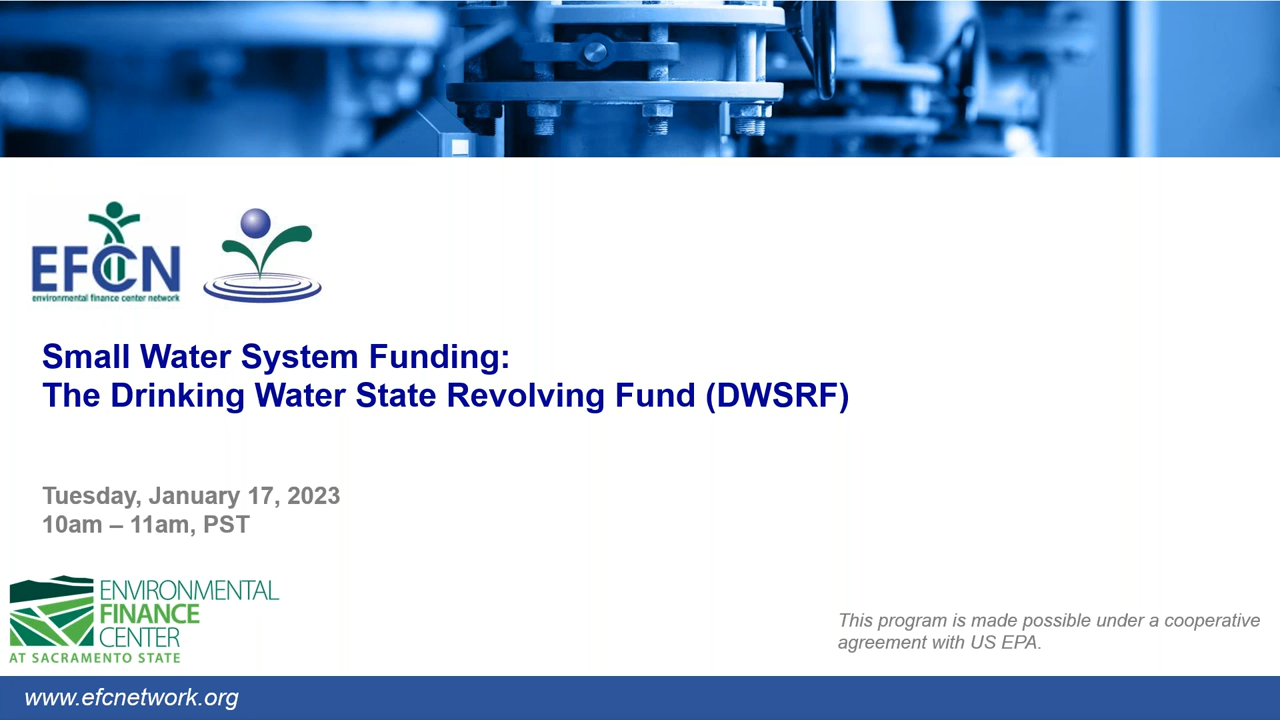 EFCN
environmental finance center network
Small Water System Funding:
The Drinking Water State Revolving Fund (DWSRF)
Tuesday, January 17, 2023
10am – 11am, PST
ENVIRONMENTAL
FINANCE
CENTER
AT SACRAMENTO STATE
This program is made possible under a cooperative
agreement with US EPA.
www.efcnetwork.org